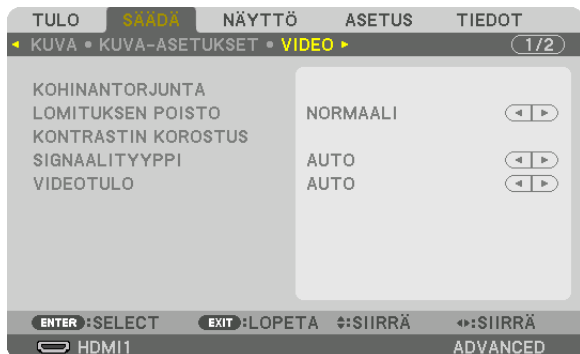 TULO SÄÄDÄ NÄYTTÖ ASETUS TIEDOT
◂ KUVA • KUVA-ASETUKSET • VIDEO ▸ 1/2
KOHINANTORJUNTA
LOMITUKSEN POISTO NORMAALI
KONTRASTIN KOROSTUS
SIGNAALITYYPPI AUTO
VIDEOTULO AUTO
ENTER :SELECT EXIT :LOPETA :SIIRRÄ :SIIRRÄ
HDMI1 ADVANCED